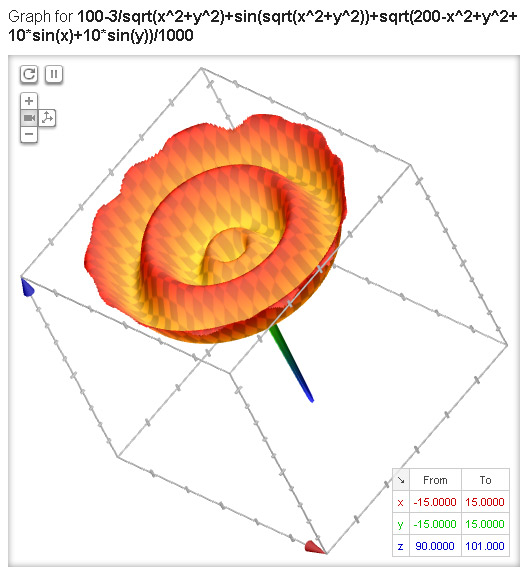 Graph for 100-3/sqrt(x^2+y^2)+sin(sqrt(x^2+y^2))+sqrt(200-x^2+y^2+
10*sin(x)+10*sin(y))/1000
From To
x -15.0000 15.0000
y -15.0000 15.0000
z 90.0000 101.000